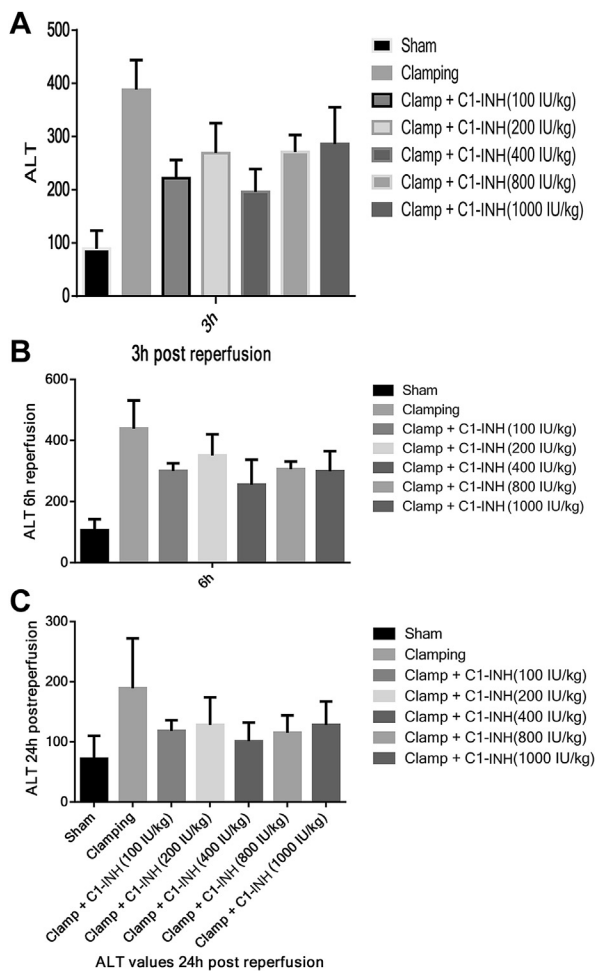 A
500
400
300
200
100
0
ALT
3h
3h post reperfusion
Sham
Clamping
Clamp + C1-INH(100 IU/kg)
Clamp + C1-INH(200 IU/kg)
Clamp + C1-INH(400 IU/kg)
Clamp + C1-INH(800 IU/kg)
Clamp + C1-INH(1000 IU/kg)
B
600
400
200
0
ALT 6h reperfusion
6h
Sham
Clamping
Clamp + C1-INH (100 IU/kg)
Clamp + C1-INH (200 IU/kg)
Clamp + C1-INH (400 IU/kg)
Clamp + C1-INH (800 IU/kg)
Clamp + C1-INH (1000 IU/kg)
C
300
200
100
0
ALT 24h postreperfusion
Sham
Clamping
Clamp + C1-INH(100 IU/kg)
Clamp + C1-INH(200 IU/kg)
Clamp + C1-INH(400 IU/kg)
Clamp + C1-INH(800 IU/kg)
Clamp + C1-INH(1000 IU/kg)
Sham
Clamping
Clamp + C1-INH (100 IU/kg)
Clamp + C1-INH (200 IU/kg)
Clamp + C1-INH (400 IU/kg)
Clamp + C1-INH (800 IU/kg)
Clamp + C1-INH (1000 IU/kg)
ALT values 24h post reperfusion